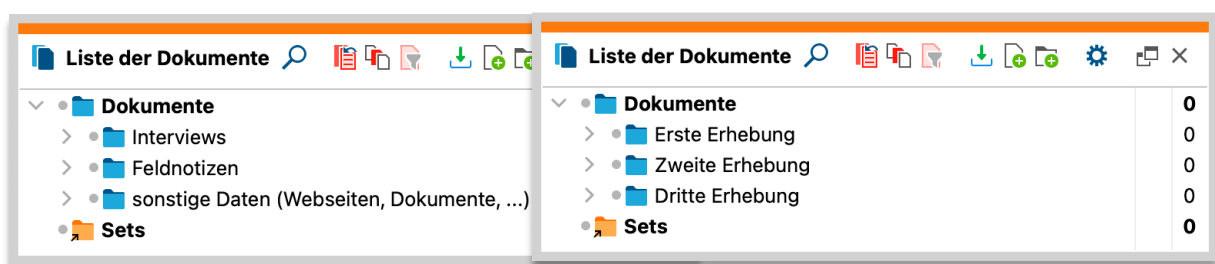 Liste der Dokumente
Dokumente
Interviews
Feldnotizen
sonstige Daten (Webseiten, Dokumente, ...)
Sets
Liste der Dokumente
Dokumente 0
Erste Erhebung 0
Zweite Erhebung 0
Dritte Erhebung 0
Sets 0